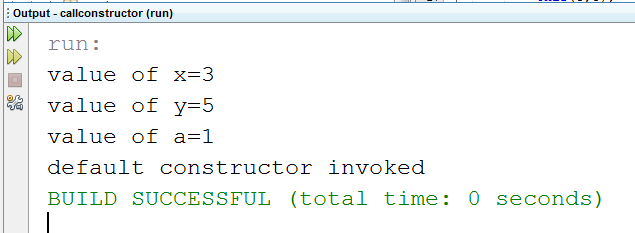 Output - callconstructor (run)
run:
value of x=3
value of y=5
value of a=1
default constructor invoked
BUILD SUCCESSFUL (total time: 0 seconds)